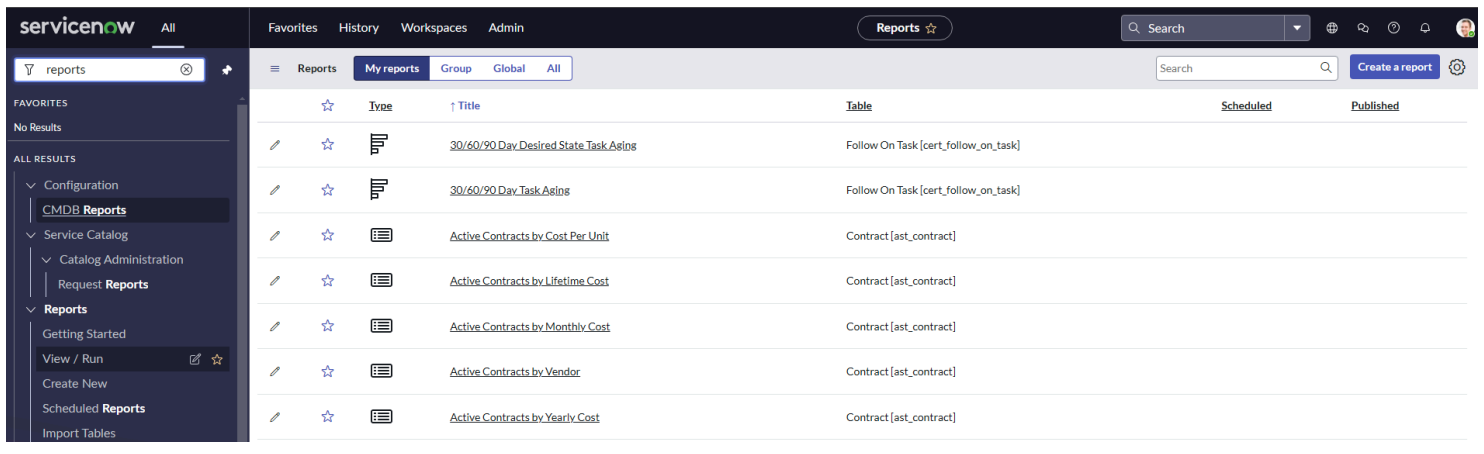 servicenow All Favorites History Workspaces Admin Reports Search
reports
FAVORITES
No Results
ALL RESULTS
Configuration
CMDB Reports
Service Catalog
Catalog Administration
Request Reports
Reports
Getting Started
View / Run
Create New
Scheduled Reports
Import Tables
Reports My reports Group Global All Search Create a report
Type ↑ Title Table Scheduled Published
30/60/90 Day Desired State Task Aging Follow On Task [cert_follow_on_task]
30/60/90 Day Task Aging Follow On Task [cert_follow_on_task]
Active Contracts by Cost Per Unit Contract [ast_contract]
Active Contracts by Lifetime Cost Contract [ast_contract]
Active Contracts by Monthly Cost Contract [ast_contract]
Active Contracts by Vendor Contract [ast_contract]
Active Contracts by Yearly Cost Contract [ast_contract]